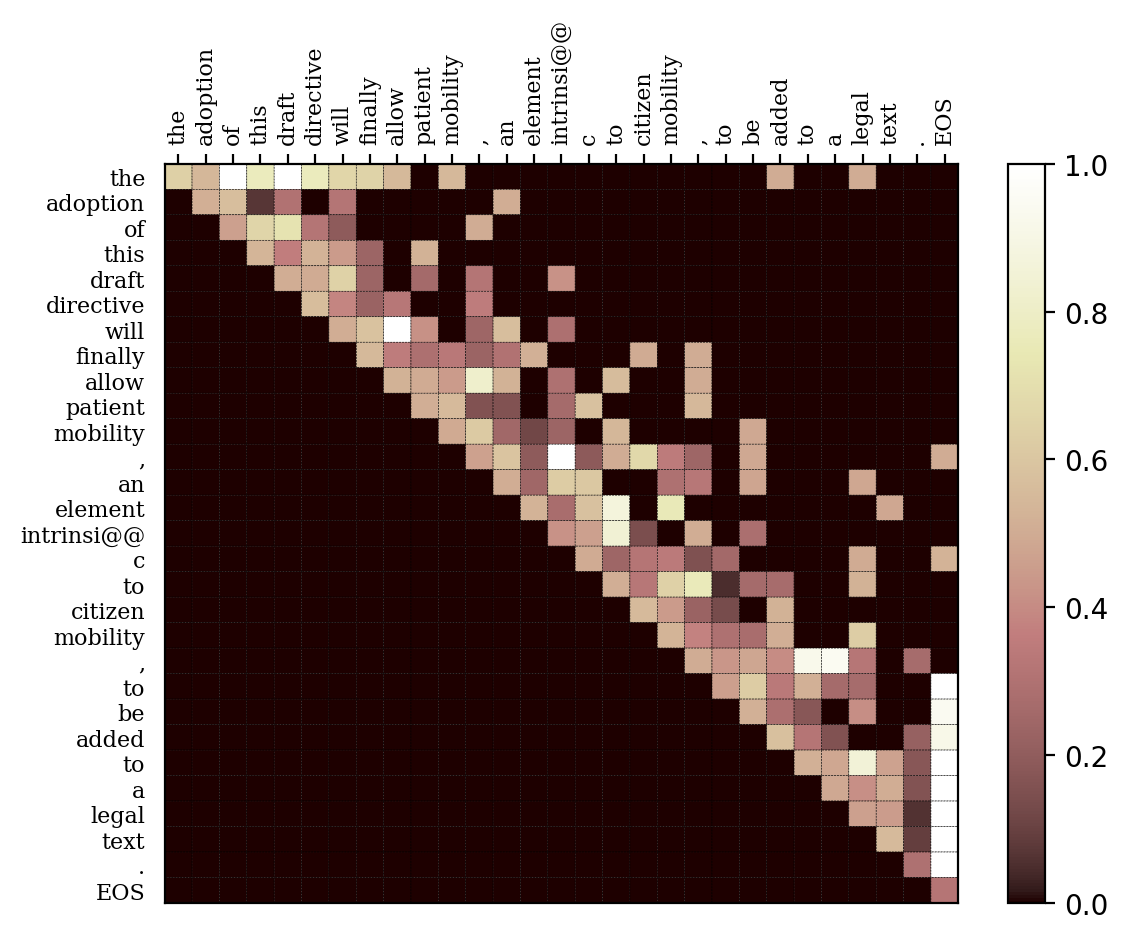 the adoption of this draft directive will finally allow patient mobility , an element intrinsi@@ c to citizen mobility , to be added to a legal text . EOS
the
adoption
of
this
draft
directive
will
finally
allow
patient
mobility
,
an
element
intrinsi@@
c
to
citizen
mobility
,
to
be
added
to
a
legal
text
.
EOS
1.0
0.8
0.6
0.4
0.2
0.0